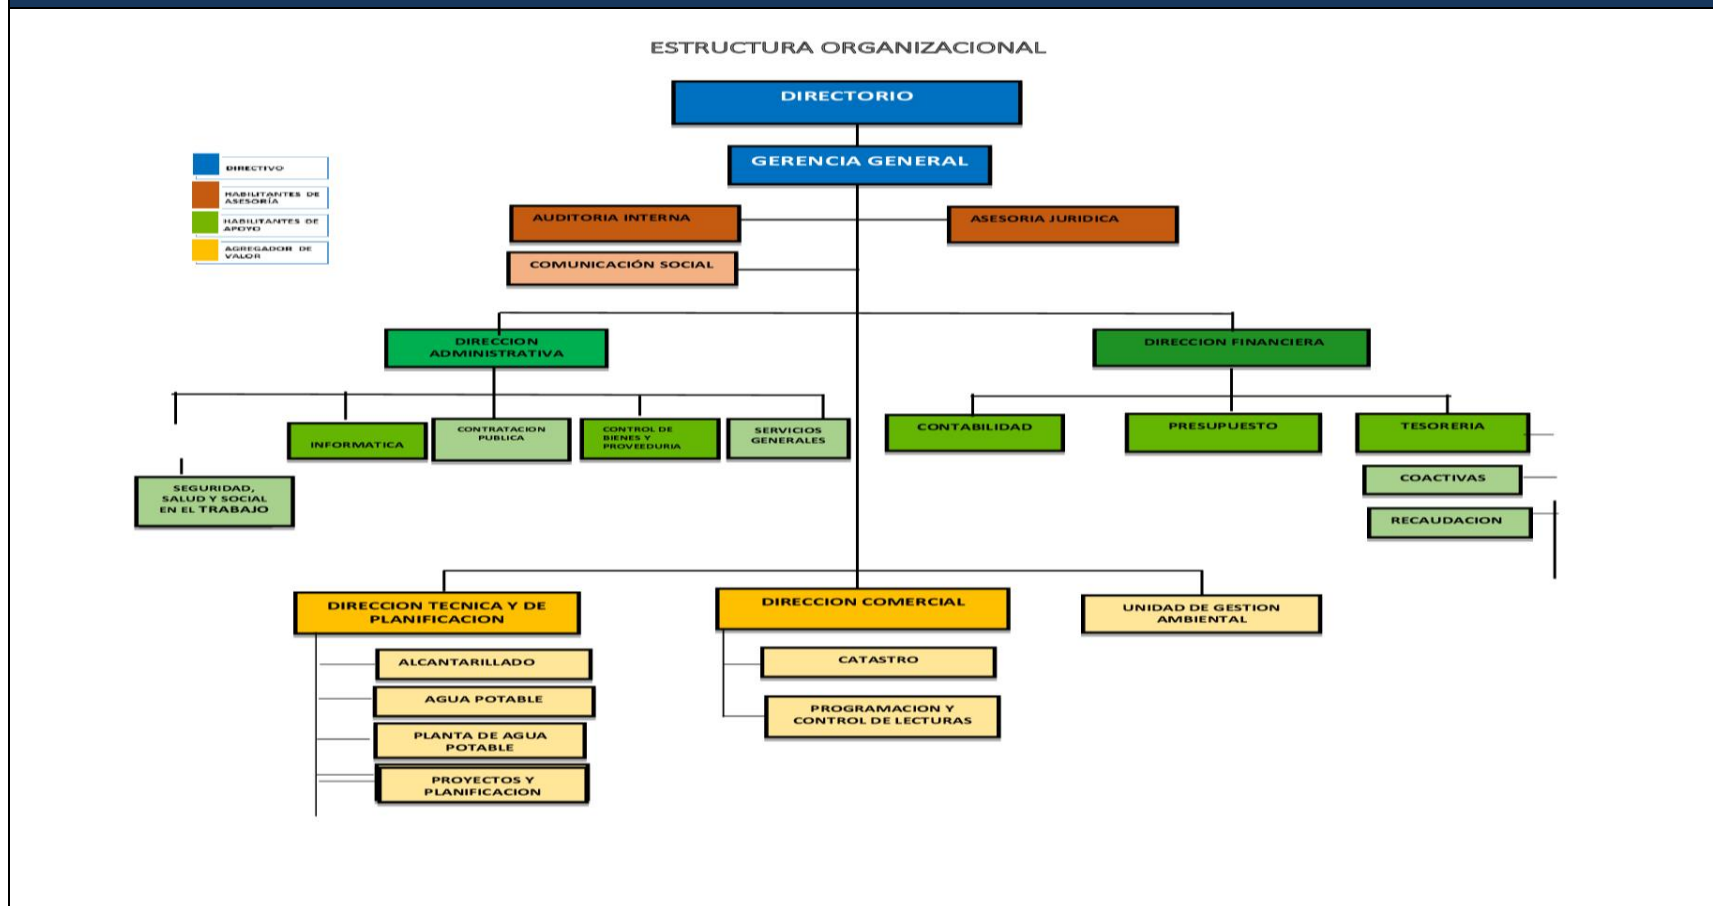 ESTRUCTURA ORGANIZACIONAL
DIRECTORIO
GERENCIA GENERAL
DIRECTIVO
HABILITANTES DE
ASESORÍA
HABILITANTES DE
APOYO
AGREGADOR DE
VALOR
AUDITORIA INTERNA
ASESORIA JURIDICA
COMUNICACIÓN SOCIAL
DIRECCION
ADMINISTRATIVA
DIRECCION FINANCIERA
INFORMATICA
CONTRATACION
PUBLICA
CONTROL DE
BIENES Y
PROVEEDURIA
SERVICIOS
GENERALES
CONTABILIDAD
PRESUPUESTO
TESORERIA
SEGURIDAD,
SALUD Y SOCIAL
EN EL TRABAJO
COACTIVAS
RECAUDACION
DIRECCION TECNICA Y DE
PLANIFICACION
DIRECCION COMERCIAL
UNIDAD DE GESTION
AMBIENTAL
ALCANTARILLADO
AGUA POTABLE
PLANTA DE AGUA
POTABLE
PROYECTOS Y
PLANIFICACION
CATASTRO
PROGRAMACION Y
CONTROL DE LECTURAS